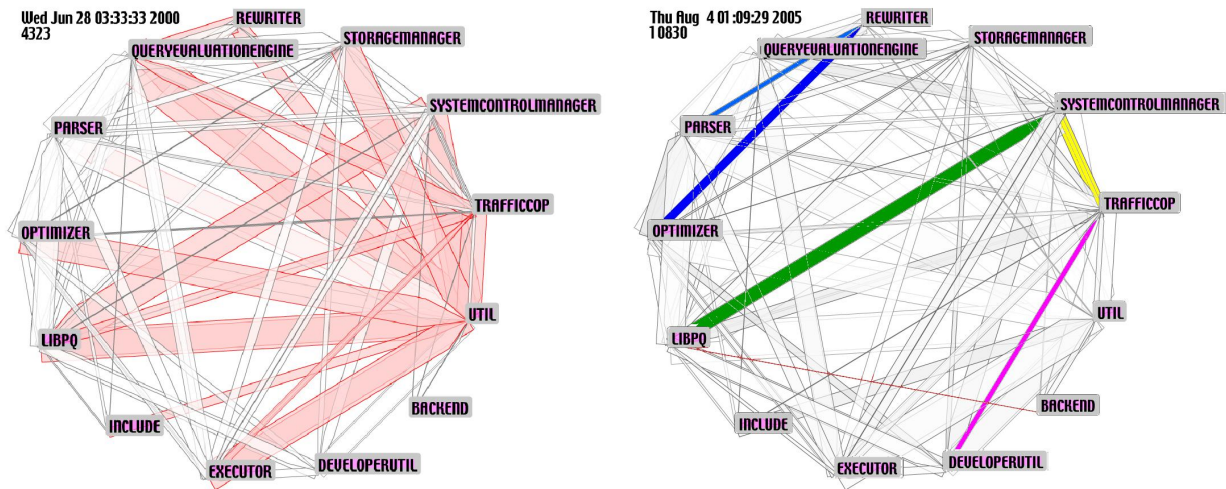 Wed Jun 28 03:33:33 2000
4323
REWRITER
QUERYEVALUATIONENGINE
STORAGEMANAGER
SYSTEMCONTROLMANAGER
PARSER
TRAFFICCOP
OPTIMIZER
UTIL
LIBPQ
BACKEND
INCLUDE
DEVELOPERUTIL
EXECUTOR
Thu Aug 4 01:09:29 2005
10830
REWRITER
STORAGEMANAGER
QUERYEVALUATIONENGINE
SYSTEMCONTROLMANAGER
PARSER
TRAFFICCOP
OPTIMIZER
UTIL
LIBPQ
BACKEND
INCLUDE
DEVELOPERUTIL
EXECUTOR